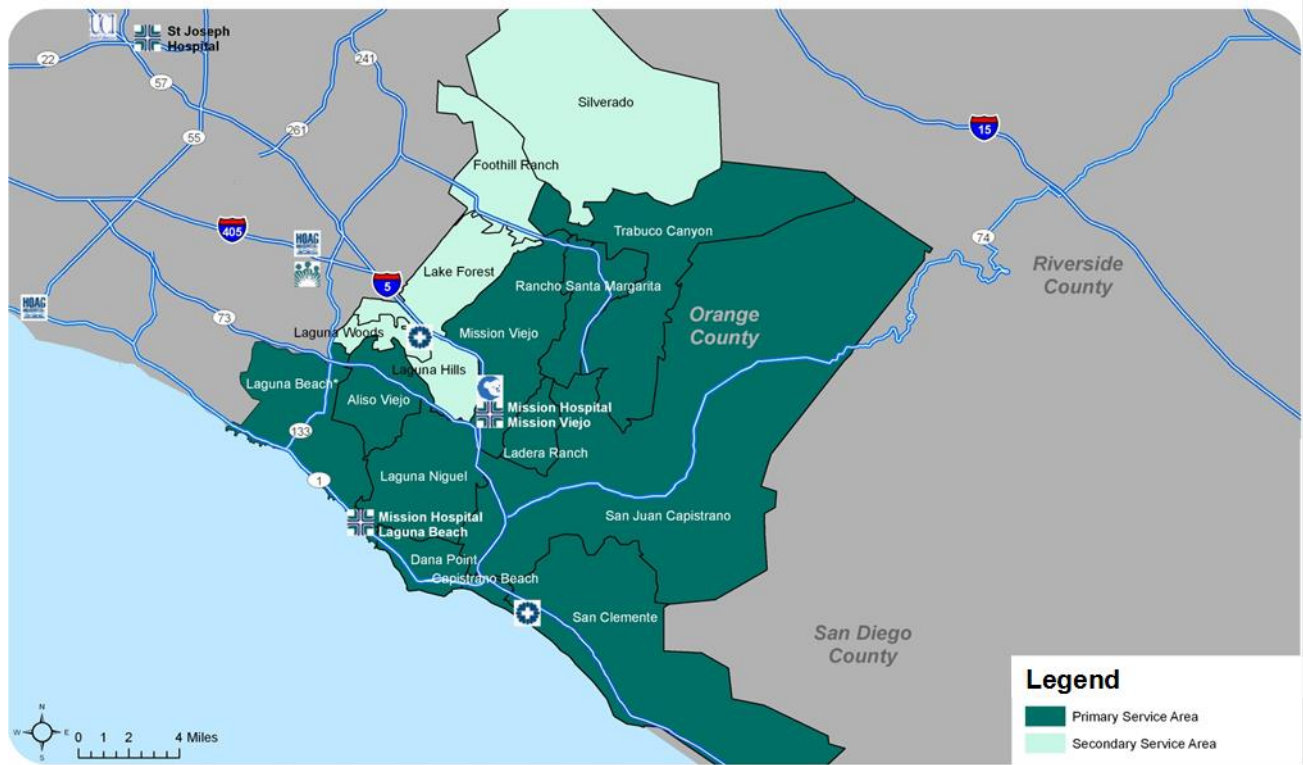 UCI
St Joseph
Hospital
22
57
241
261
55
Silverado
15
Foothill Ranch
Trabuco Canyon
74
Riverside
County
405
HOAG
HOSPITAL
Lake Forest
5
Rancho Santa Margarita
Orange
County
HOAG
HOSPITAL
73
Laguna Woods
Mission Viejo
Laguna Hills
Laguna Beach*
Aliso Viejo
Mission Hospital
Mission Viejo
133
Ladera Ranch
1
Laguna Niguel
San Juan Capistrano
Mission Hospital
Laguna Beach
Dana Point
Capistrano Beach
San Clemente
San Diego
County
Legend
Primary Service Area
Secondary Service Area
N
W
E
S
0 1 2 4 Miles